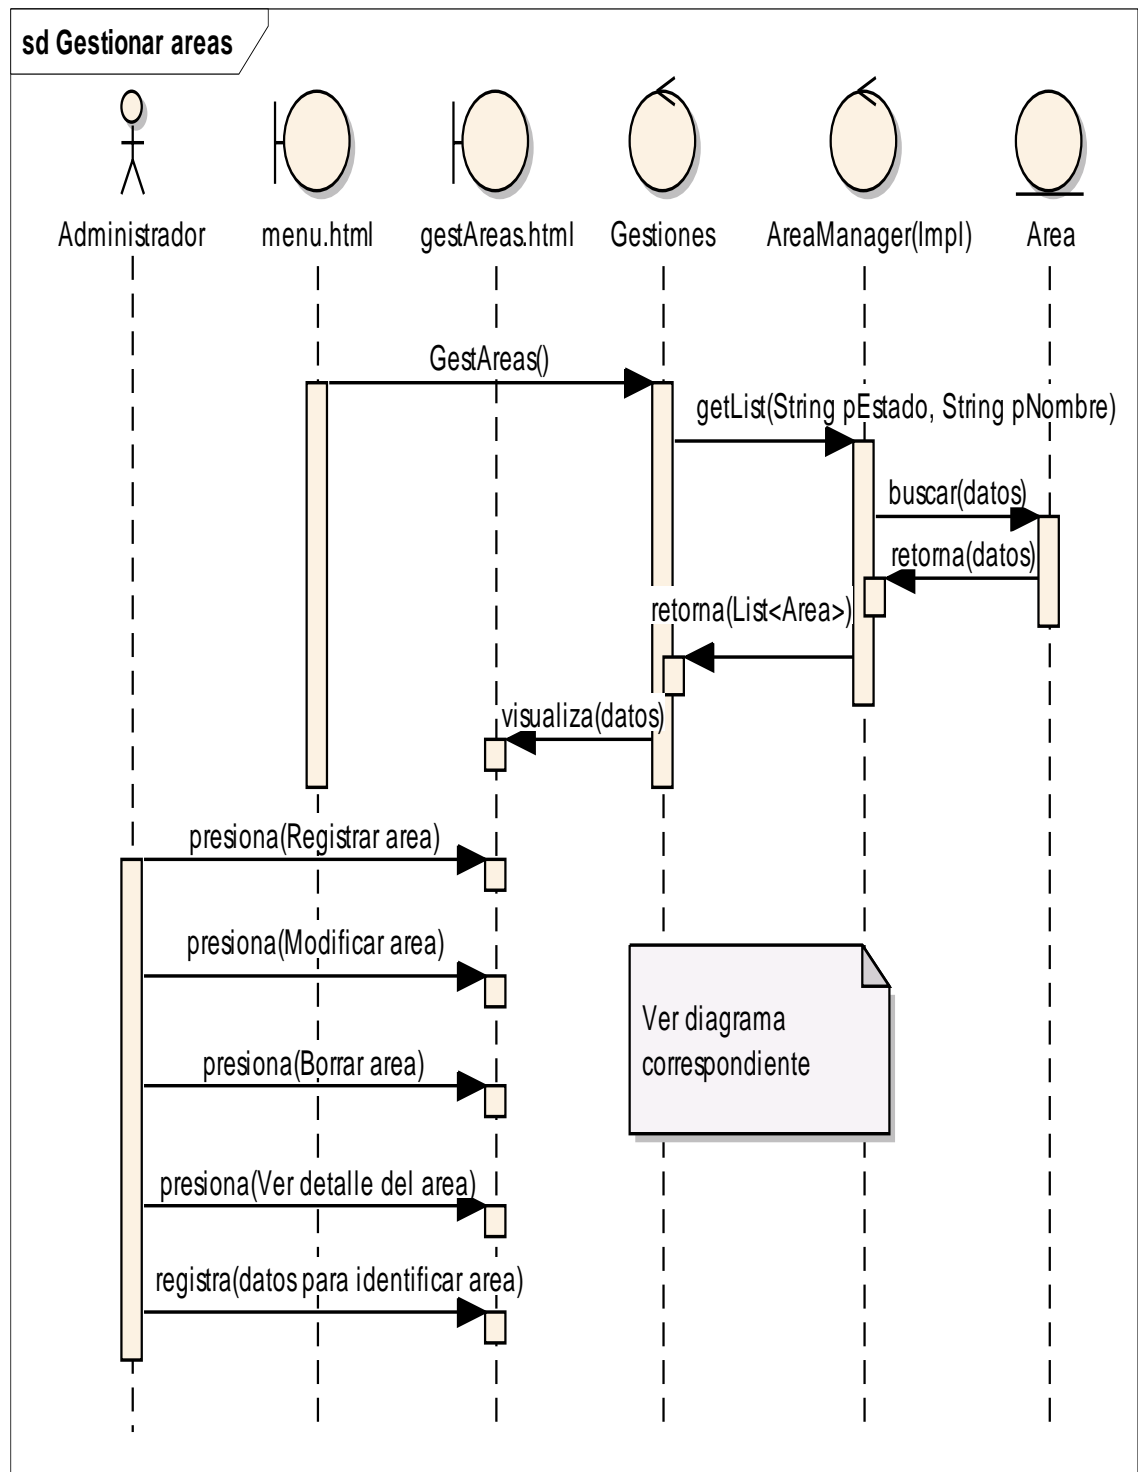 sd Gestionar areas
Administrador
menu.html
gestAreas.html
Gestiones
AreaManager(Impl)
Area
GestAreas()
getList(String pEstado, String pNombre)
buscar(datos)
retorna(datos)
retorna(List<Area>)
visualiza(datos)
presiona(Registrar area)
presiona(Modificar area)
presiona(Borrar area)
presiona(Ver detalle del area)
registra(datos para identificar area)
Ver diagrama
correspondiente